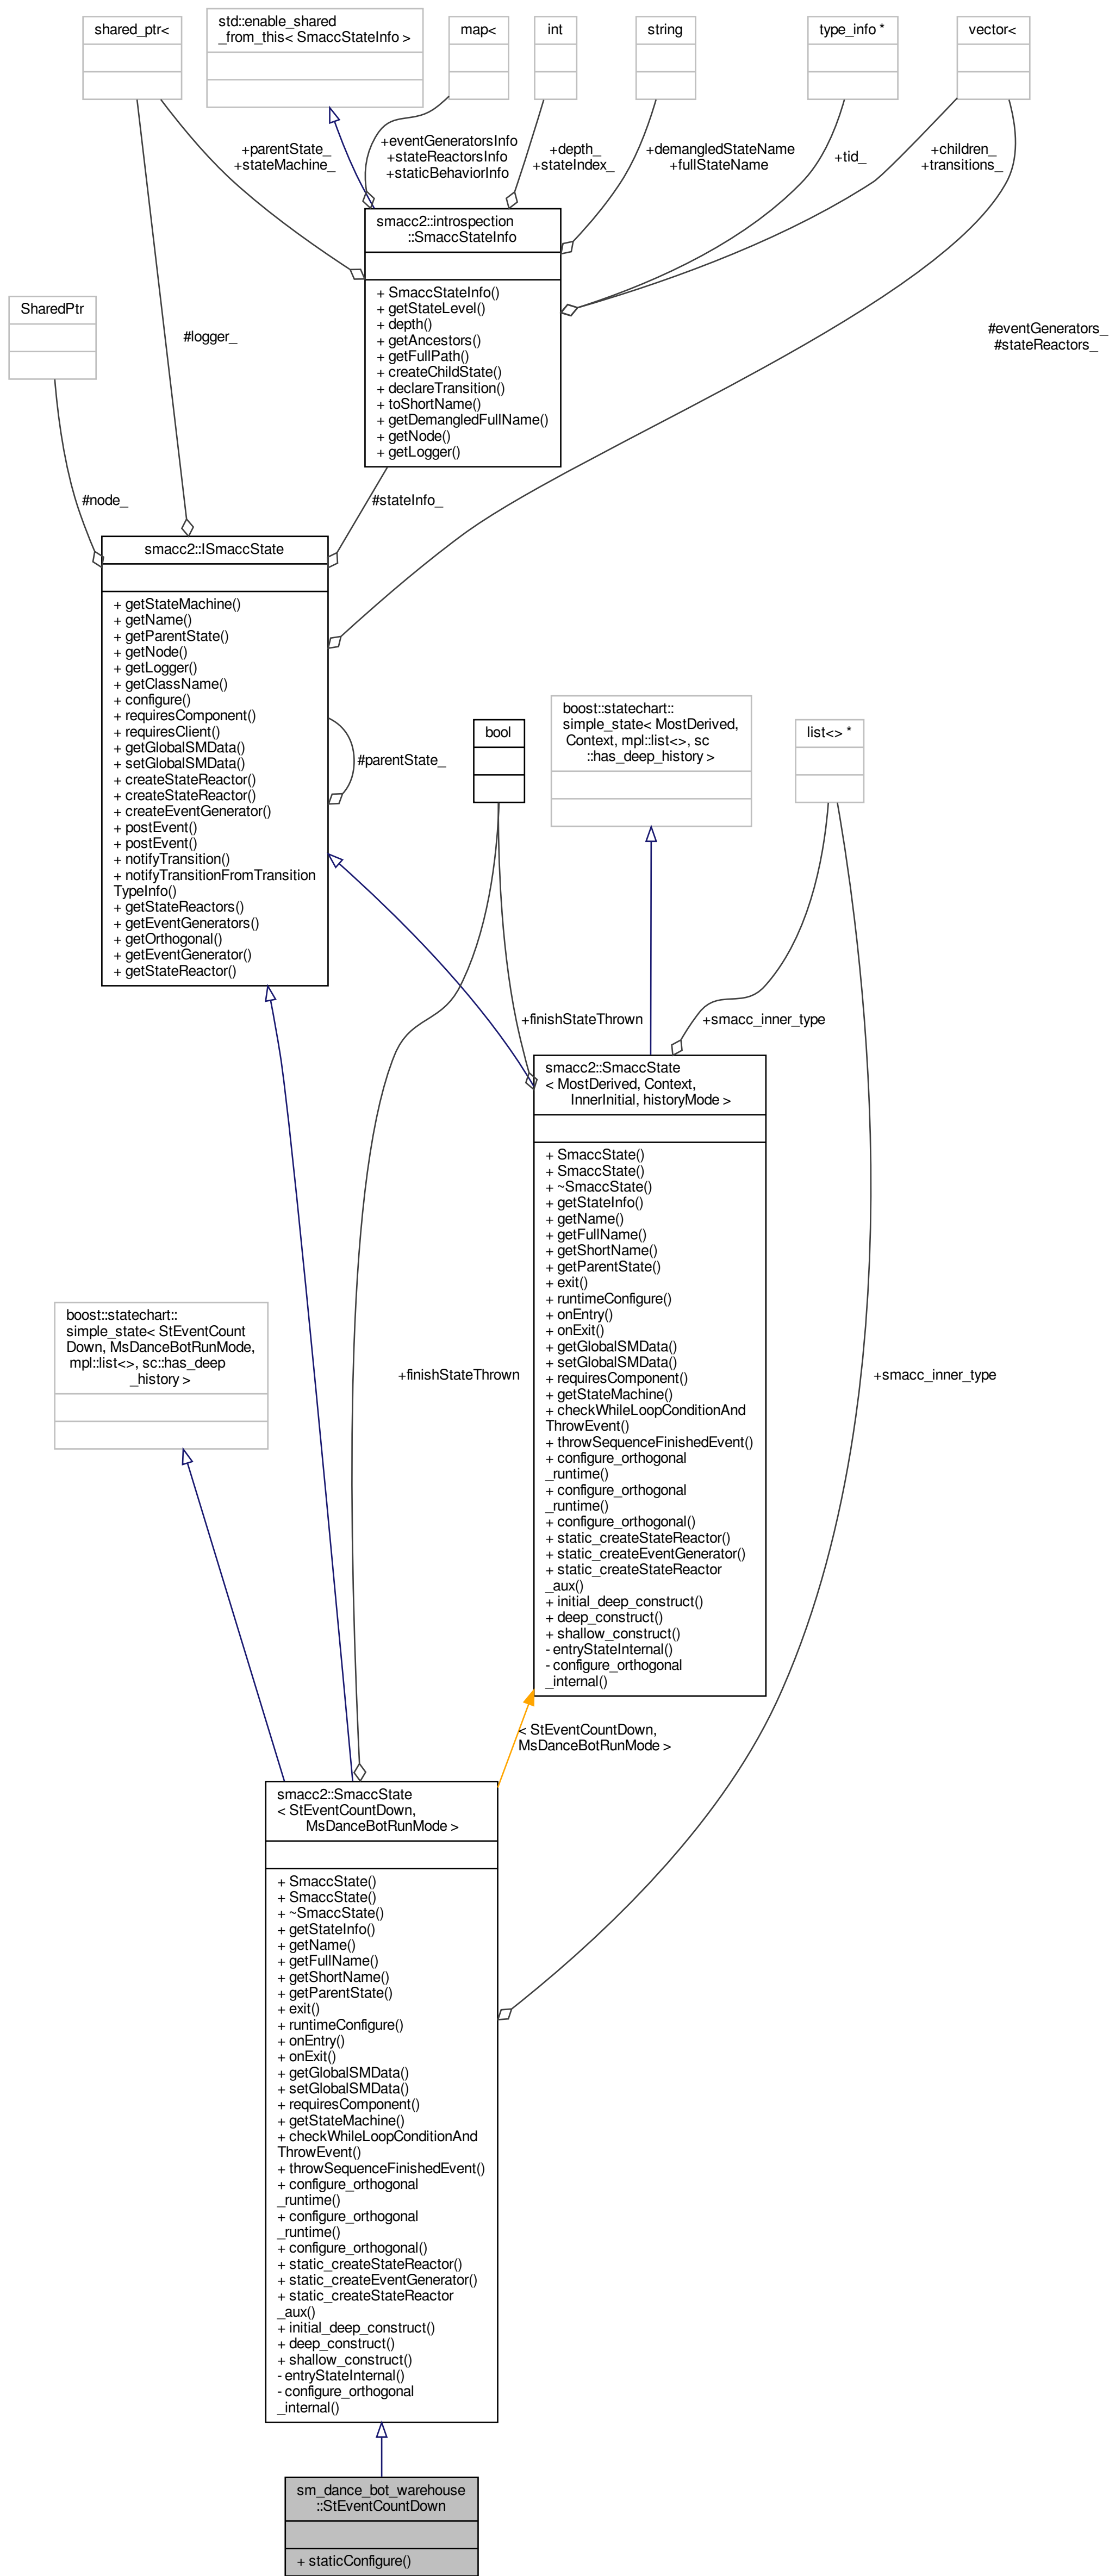 shared_ptr<
std::enable_shared
_from_this< SmaccStateInfo >
map<
int
string
type_info *
vector<
+parentState_
+stateMachine_
+eventGeneratorsInfo
+stateReactorsInfo
+staticBehaviorInfo
+depth_
+stateIndex_
+demangledStateName
+fullStateName
+tid_
+children_
+transitions_
smacc2::introspection
::SmaccStateInfo
+ SmaccStateInfo()
+ getStateLevel()
+ depth()
+ getAncestors()
+ getFullPath()
+ createChildState()
+ declareTransition()
+ toShortName()
+ getDemangledFullName()
+ getNode()
+ getLogger()
SharedPtr
#logger_
#eventGenerators_
#stateReactors_
#node_
#stateInfo_
smacc2::ISmaccState
+ getStateMachine()
+ getName()
+ getParentState()
+ getNode()
+ getLogger()
+ getClassName()
+ configure()
+ requiresComponent()
+ requiresClient()
+ getGlobalSMData()
+ setGlobalSMData()
+ createStateReactor()
+ createStateReactor()
+ createEventGenerator()
+ postEvent()
+ postEvent()
+ notifyTransition()
+ notifyTransitionFromTransition
TypeInfo()
+ getStateReactors()
+ getEventGenerators()
+ getOrthogonal()
+ getEventGenerator()
+ getStateReactor()
#parentState_
bool
boost::statechart::
simple_state< MostDerived,
Context, mpl::list<>, sc
::has_deep_history >
list<> *
+finishStateThrown
+smacc_inner_type
smacc2::SmaccState
< MostDerived, Context,
InnerInitial, historyMode >
+ SmaccState()
+ SmaccState()
+ ~SmaccState()
+ getStateInfo()
+ getName()
+ getFullName()
+ getShortName()
+ getParentState()
+ exit()
+ runtimeConfigure()
+ onEntry()
+ onExit()
+ getGlobalSMData()
+ setGlobalSMData()
+ requiresComponent()
+ getStateMachine()
+ checkWhileLoopConditionAnd
ThrowEvent()
+ throwSequenceFinishedEvent()
+ configure_orthogonal
_runtime()
+ configure_orthogonal
_runtime()
+ configure_orthogonal()
+ static_createStateReactor()
+ static_createEventGenerator()
+ static_createStateReactor
_aux()
+ initial_deep_construct()
+ deep_construct()
+ shallow_construct()
- entryStateInternal()
- configure_orthogonal
_internal()
boost::statechart::
simple_state< StEventCount
Down, MsDanceBotRunMode,
mpl::list<>, sc::has_deep
_history >
+finishStateThrown
+smacc_inner_type
< StEventCountDown,
MsDanceBotRunMode >
smacc2::SmaccState
< StEventCountDown,
MsDanceBotRunMode >
+ SmaccState()
+ SmaccState()
+ ~SmaccState()
+ getStateInfo()
+ getName()
+ getFullName()
+ getShortName()
+ getParentState()
+ exit()
+ runtimeConfigure()
+ onEntry()
+ onExit()
+ getGlobalSMData()
+ setGlobalSMData()
+ requiresComponent()
+ getStateMachine()
+ checkWhileLoopConditionAnd
ThrowEvent()
+ throwSequenceFinishedEvent()
+ configure_orthogonal
_runtime()
+ configure_orthogonal
_runtime()
+ configure_orthogonal()
+ static_createStateReactor()
+ static_createEventGenerator()
+ static_createStateReactor
_aux()
+ initial_deep_construct()
+ deep_construct()
+ shallow_construct()
- entryStateInternal()
- configure_orthogonal
_internal()
sm_dance_bot_warehouse
::StEventCountDown
+ staticConfigure()